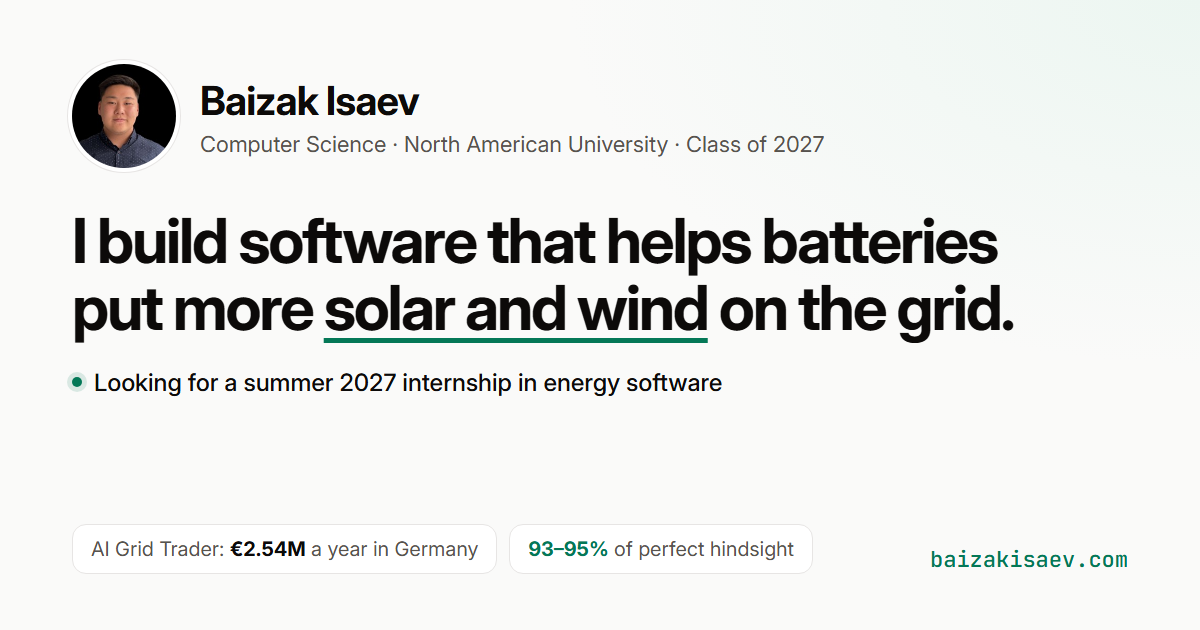 Baizak Isaev
Computer Science · North American University · Class of 2027
I build software that helps batteries
put more solar and wind on the grid.
Looking for a summer 2027 internship in energy software
AI Grid Trader: €2.54M a year in Germany
93–95% of perfect hindsight
baizakisaev.com